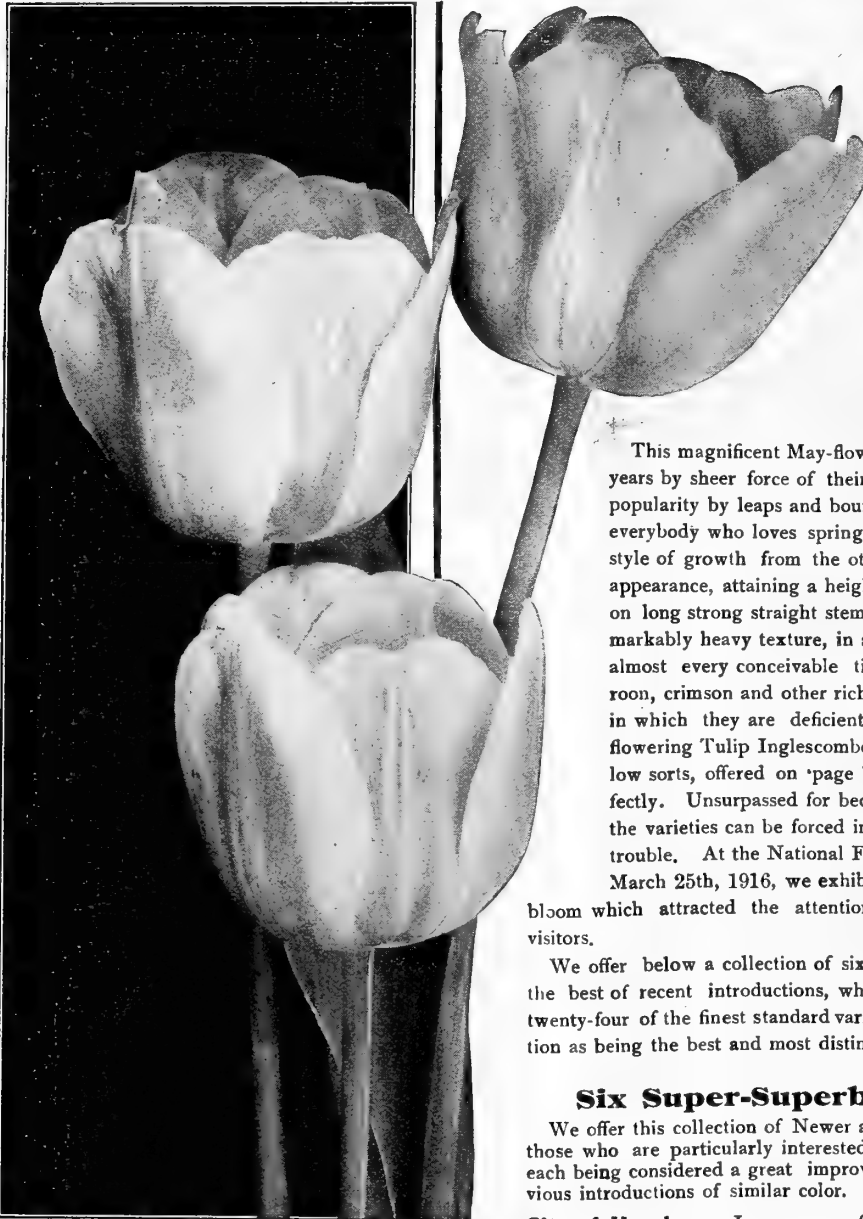 This magnificent May-flow
years by sheer force of their
popularity by leaps and bou
everybody who loves spring
style of growth from the ot
appearance, attaining a heig
on long strong straight stem
markably heavy texture, in
almost every conceivable ti
roon, crimson and other rich
in which they are deficient
flowering Tulip Inglescombe
low sorts, offered on page
fectly. Unsurpassed for bed
the varieties can be forced in
trouble. At the National F
March 25th, 1916, we exhib
bloom which attracted the attention
visitors.
We offer below a collection of six
the best of recent introductions, wh
twenty-four of the finest standard var
tion as being the best and most distin
Six Super-Superb
We offer this collection of Newer a
those who are particularly interested
each being considered a great improv
vious introductions of similar color.